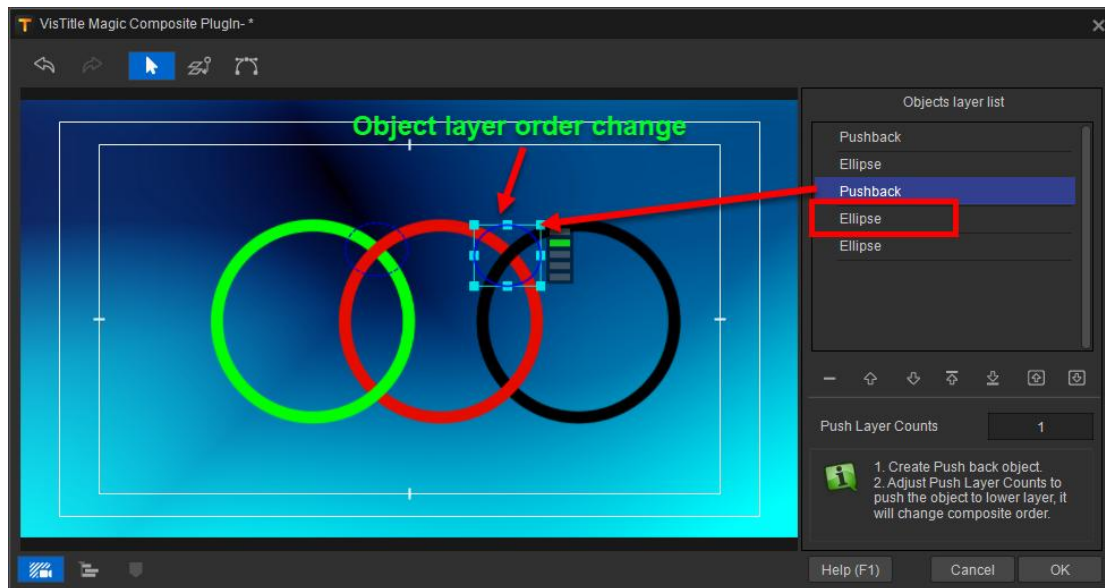 VisTitle Magic Composite PlugIn- *
Objects layer list
Object layer order change
Pushback
Ellipse
Pushback
Ellipse
Ellipse
Push Layer Counts
1
1. Create Push back object.
2. Adjust Push Layer Counts to
push the object to lower layer, it
will change composite order.
Help (F1)
Cancel
OK